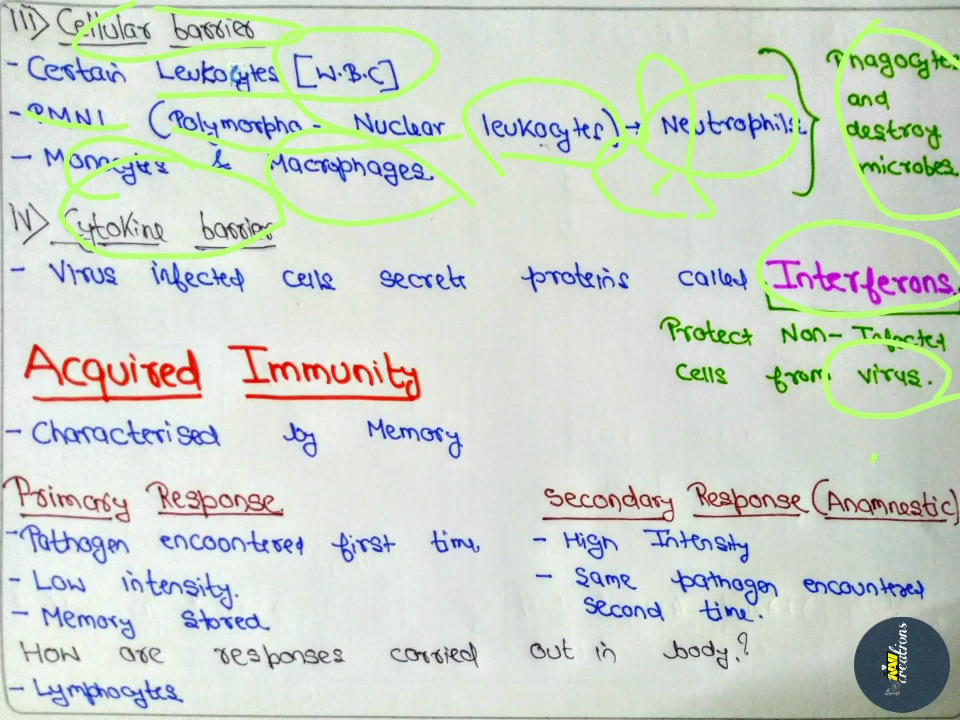 iii) Cellular barrier
- Certain Leukocytes [W.B.C]
- PMNL (Polymorpho - Nuclear leukocytes) → Neutrophils
- Monocytes & Macrophages.
Phagocytes
and
destroy
microbes.
iv) Cytokine barrier
- Virus infected cells secrete proteins called Interferons.
Protect Non-Infected
cells from virus.
Acquired Immunity
- Characterised by Memory
Primary Response
- Pathogen encountered first time
- Low intensity.
- Memory stored
Secondary Response (Anamnestic)
- High Intensity
- same pathogen encountered
second time.
How are responses carried out in body?
- Lymphocytes
creations